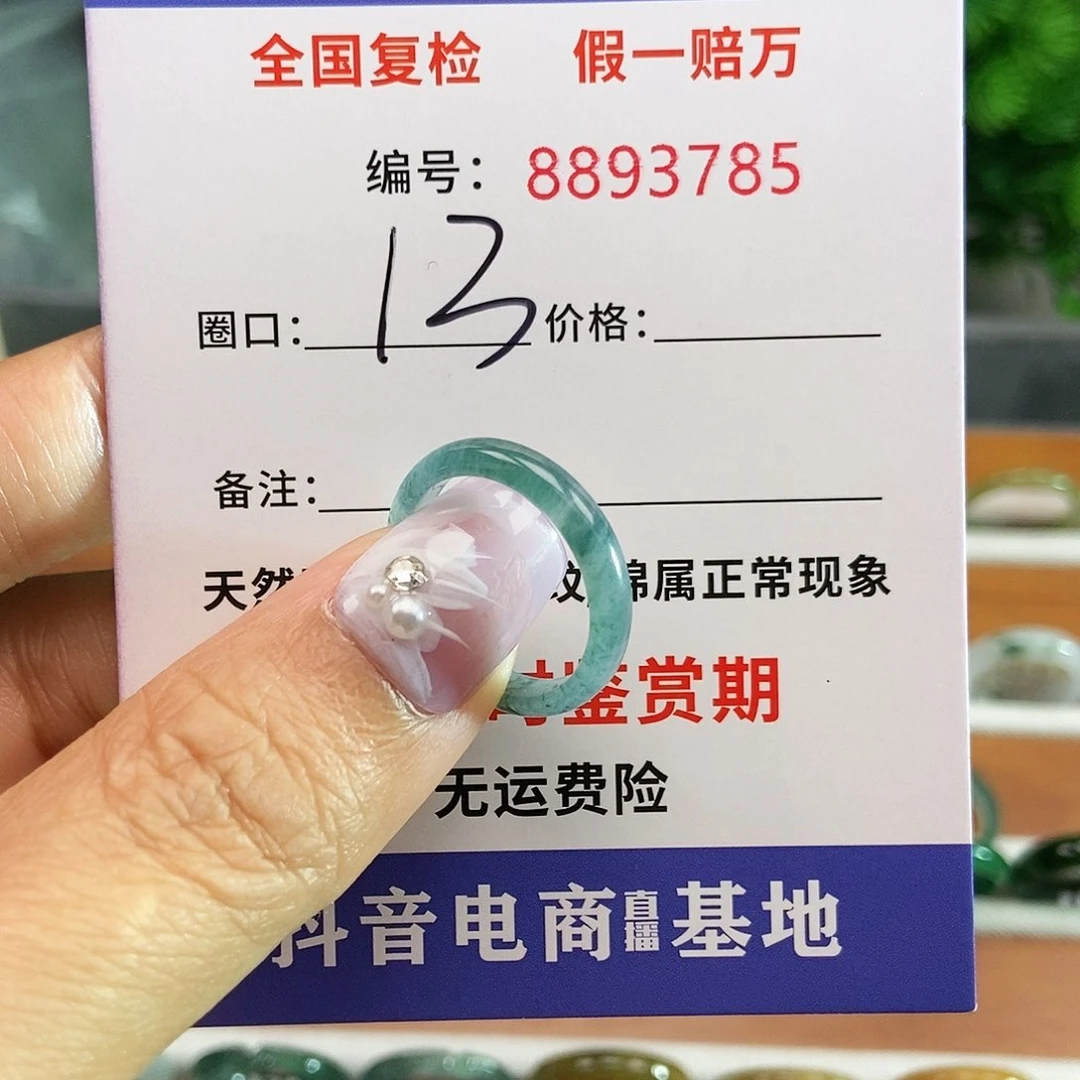 全国复检 假一赔万
编号：8893785
圈口：13 价格：
备注：
天然 纹 棉属正常现象
时鉴赏期
无运费险
抖音电商直播基地